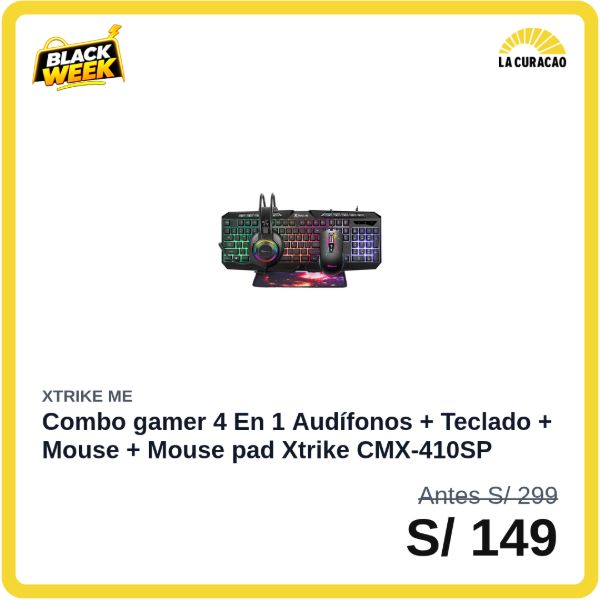 BLACK
WEEK
LA CURACAO
XTRIKE ME
Combo gamer 4 En 1 Audífonos + Teclado +
Mouse + Mouse pad Xtrike CMX-410SP
Antes S/ 299
S/ 149